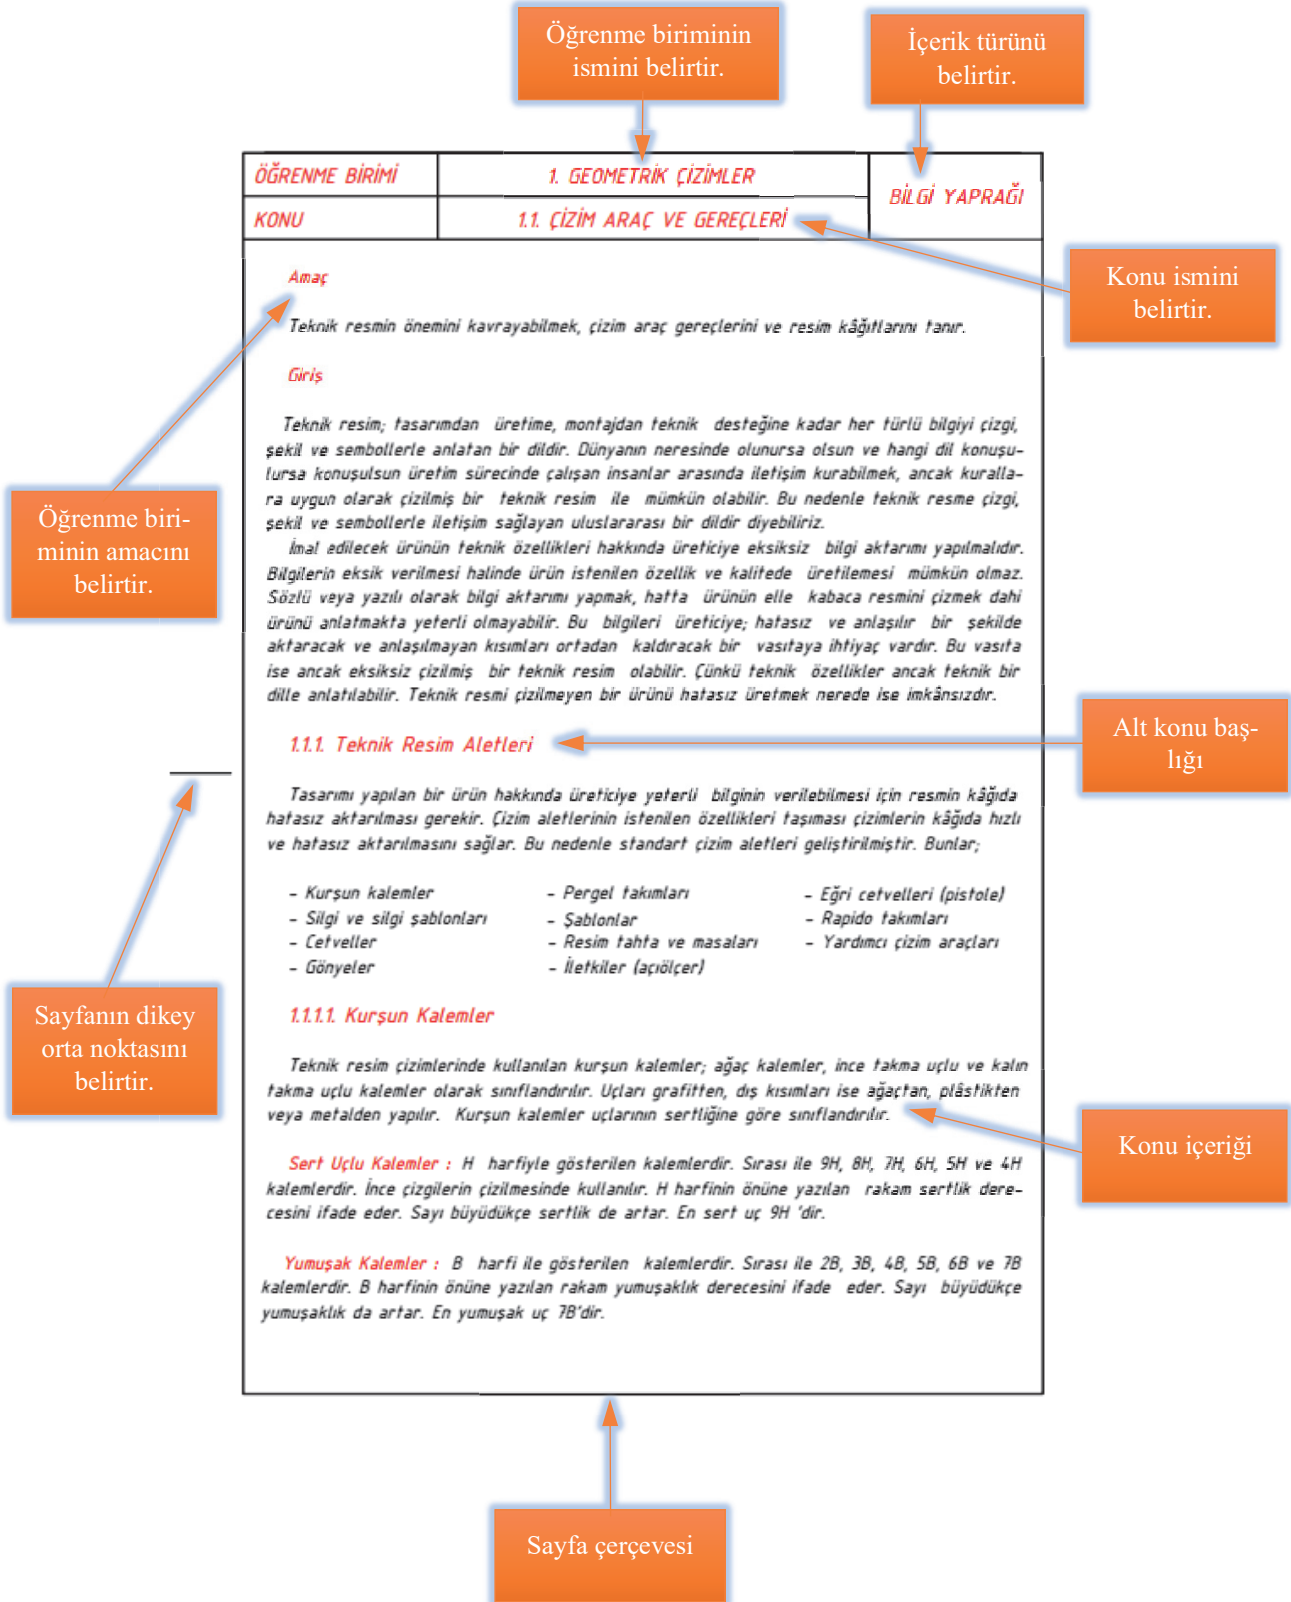 Öğrenme biriminin
ismini belirtir.
İçerik türünü
belirtir.
ÖĞRENME BİRİMİ
1. GEOMETRİK ÇİZİMLER
BİLGİ YAPRAĞI
KONU
1.1. ÇİZİM ARAÇ VE GEREÇLERİ
Konu ismini
belirtir.
Amaç
Teknik resmin önemini kavrayabilmek, çizim araç gereçlerini ve resim kâğıtlarını tanır.
Giriş
Teknik resim; tasarımdan üretime, montajdan teknik desteğine kadar her türlü bilgiyi çizgi,
şekil ve sembollerle anlatan bir dildir. Dünyanın neresinde olunursa olsun ve hangi dil konuşu-
lursa konuşulsun üretim sürecinde çalışan insanlar arasında iletişim kurabilmek, ancak kuralla-
ra uygun olarak çizilmiş bir teknik resim ile mümkün olabilir. Bu nedenle teknik resme çizgi,
şekil ve sembollerle iletişim sağlayan uluslararası bir dildir diyebiliriz.
Öğrenme biri-
minin amacını
belirtir.
İmal edilecek ürünün teknik özellikleri hakkında üreticiye eksiksiz bilgi aktarımı yapılmalıdır.
Bilgilerin eksik verilmesi halinde ürün istenilen özellik ve kalitede üretilemesi mümkün olmaz.
Sözlü veya yazılı olarak bilgi aktarımı yapmak, hatta ürünün elle kabaca resmini çizmek dahi
ürünü anlatmakta yeterli olmayabilir. Bu bilgileri üreticiye; hatasız ve anlaşılır bir şekilde
aktaracak ve anlaşılmayan kısımları ortadan kaldıracak bir vasıtaya ihtiyaç vardır. Bu vasıta
ise ancak eksiksiz çizilmiş bir teknik resim olabilir. Çünkü teknik özellikler ancak teknik bir
dille anlatılabilir. Teknik resmi çizilmeyen bir ürünü hatasız üretmek nerede ise imkânsızdır.
1.1.1. Teknik Resim Aletleri
Alt konu baş-
lığı
Tasarımı yapılan bir ürün hakkında üreticiye yeterli bilginin verilebilmesi için resmin kâğıda
hatasız aktarılması gerekir. Çizim aletlerinin istenilen özellikleri taşıması çizimlerin kâğıda hızlı
ve hatasız aktarılmasını sağlar. Bu nedenle standart çizim aletleri geliştirilmiştir. Bunlar;
- Kurşun kalemler
- Silgi ve silgi şablonları
- Cetveller
- Gönyeler
- Pergel takımları
- Şablonlar
- Resim tahta ve masaları
- İletkiler (açıölçer)
- Eğri cetvelleri (pistole)
- Rapido takımları
- Yardımcı çizim araçları
Sayfanın dikey
orta noktasını
belirtir.
1.1.1.1. Kurşun Kalemler
Teknik resim çizimlerinde kullanılan kurşun kalemler; ağaç kalemler, ince takma uçlu ve kalın
takma uçlu kalemler olarak sınıflandırılır. Uçları grafitten, dış kısımları ise ağaçtan, plâstikten
veya metalden yapılır. Kurşun kalemler uçlarının sertliğine göre sınıflandırılır.
Konu içeriği
Sert Uçlu Kalemler : H harfiyle gösterilen kalemlerdir. Sırası ile 9H, 8H, 7H, 6H, 5H ve 4H
kalemlerdir. İnce çizgilerin çizilmesinde kullanılır. H harfinin önüne yazılan rakam sertlik dere-
cesini ifade eder. Sayı büyüdükçe sertlik de artar. En sert uç 9H 'dir.
Yumuşak Kalemler : B harfi ile gösterilen kalemlerdir. Sırası ile 2B, 3B, 4B, 5B, 6B ve 7B
kalemlerdir. B harfinin önüne yazılan rakam yumuşaklık derecesini ifade eder. Sayı büyüdükçe
yumuşaklık da artar. En yumuşak uç 7B'dir.
Sayfa çerçevesi